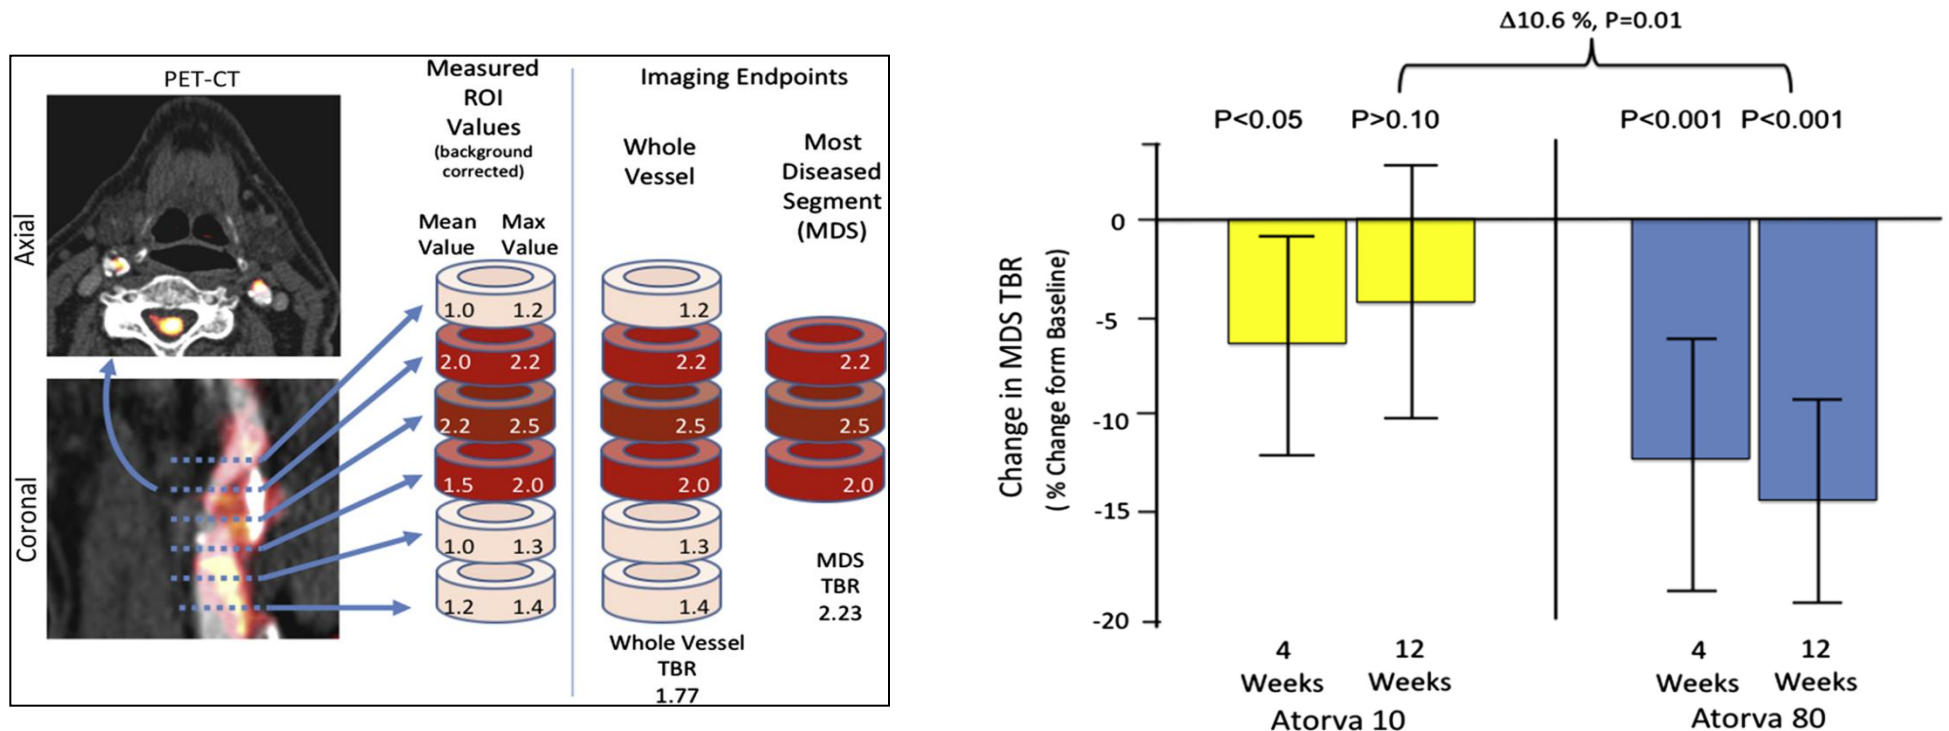 PET-CT
Axial
Coronal
Measured
ROI
Values
(background
corrected)
Mean Max
Value Value
1.0 1.2
2.0 2.2
2.2 2.5
1.5 2.0
1.0 1.3
1.2 1.4
Imaging Endpoints
Whole
Vessel
1.2
2.2
2.5
2.0
1.3
1.4
Whole Vessel
TBR
1.77
Most
Diseased
Segment
(MDS)
2.2
2.5
2.0
MDS
TBR
2.23
Δ10.6 %, P=0.01
P<0.05 P>0.10 P<0.001 P<0.001
Change in MDS TBR
(% Change form Baseline)
0
-5
-10
-15
-20
4 12 4 12
Weeks Weeks Weeks Weeks
Atorva 10 Atorva 80